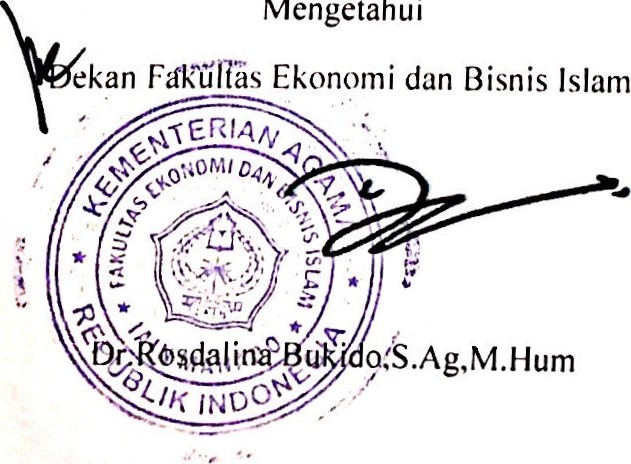 Mengetahui
Dekan Fakultas Ekonomi dan Bisnis Islam
KEMENTERIAN AGAMA
FAKULTAS EKONOMI DAN BISNIS ISLAM
REPUBLIK INDONESIA
Dr.Rosdalina Bukido,S.Ag,M.Hum